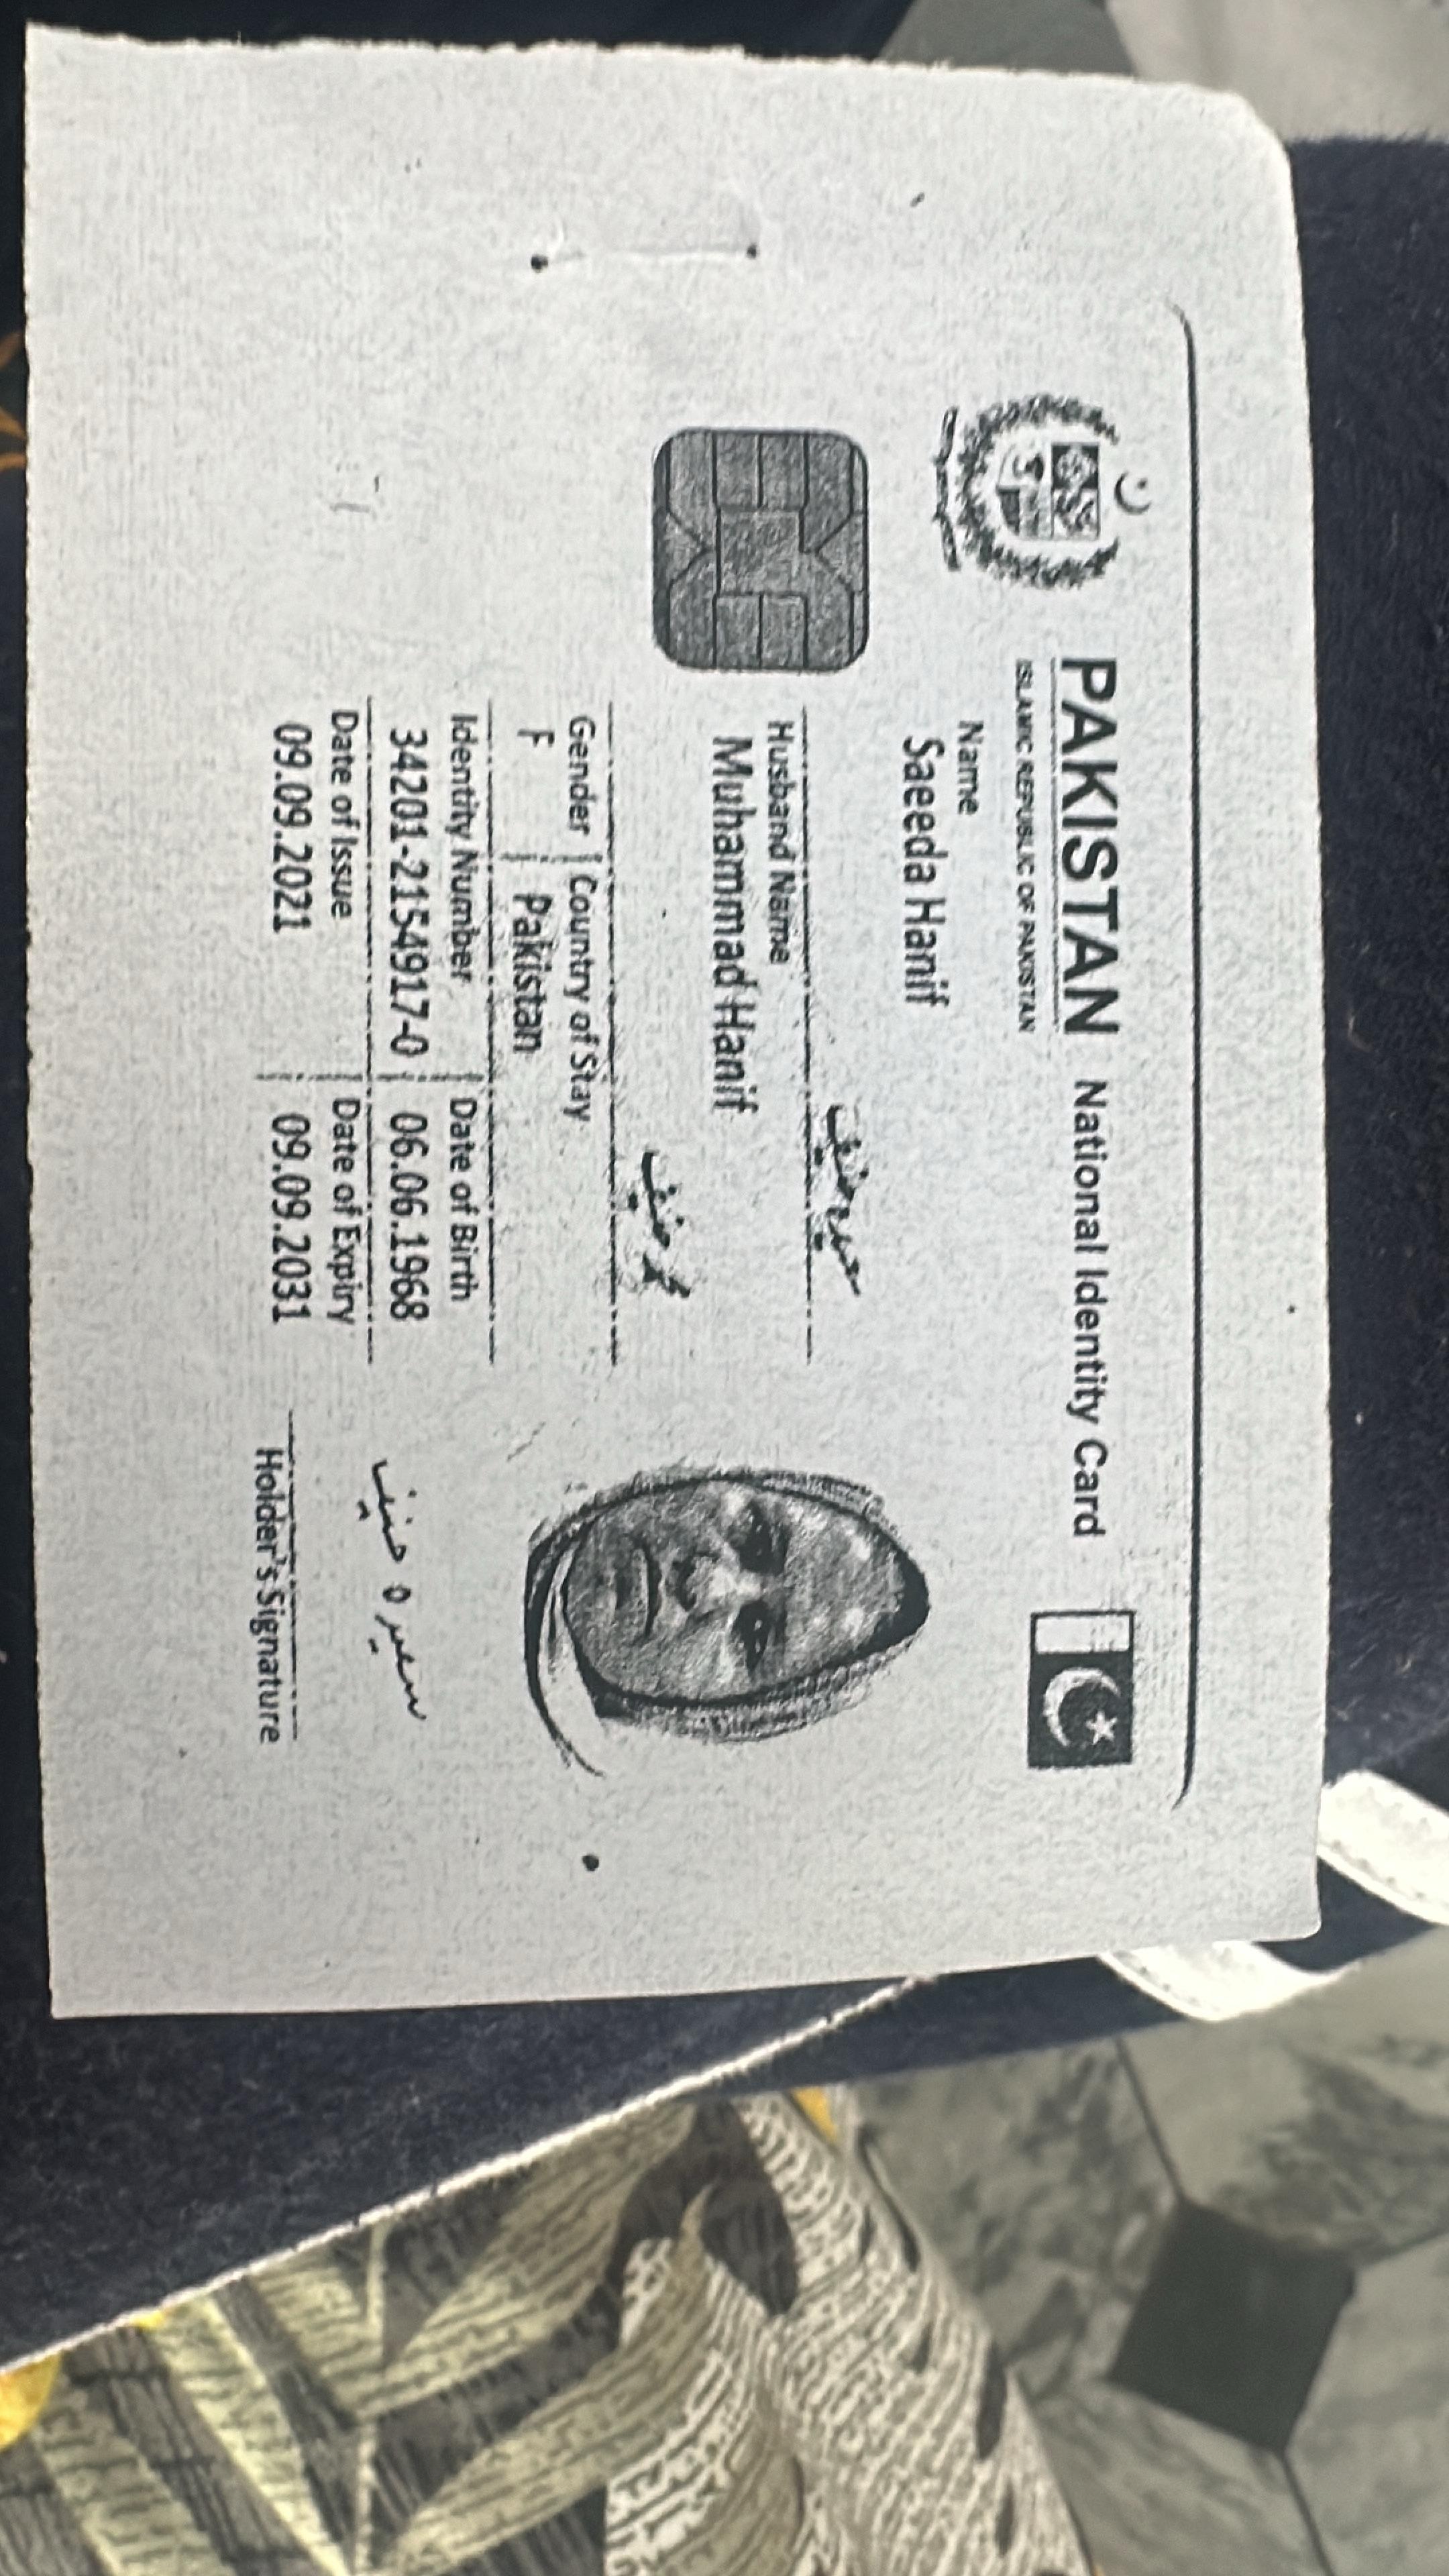 PAKISTAN National Identity Card
ISLAMIC REPUBLIC OF PAKISTAN
Name
Saeeda Hanif
سعیدہ حنیف
Husband Name
Muhammad Hanif
محمد حنیف
Gender Country of Stay
F Pakistan
Identity Number Date of Birth
34201-2154917-0 06.06.1968
Date of Issue Date of Expiry
09.09.2021 09.09.2031
سعیدہ حنیف
Holder's Signature